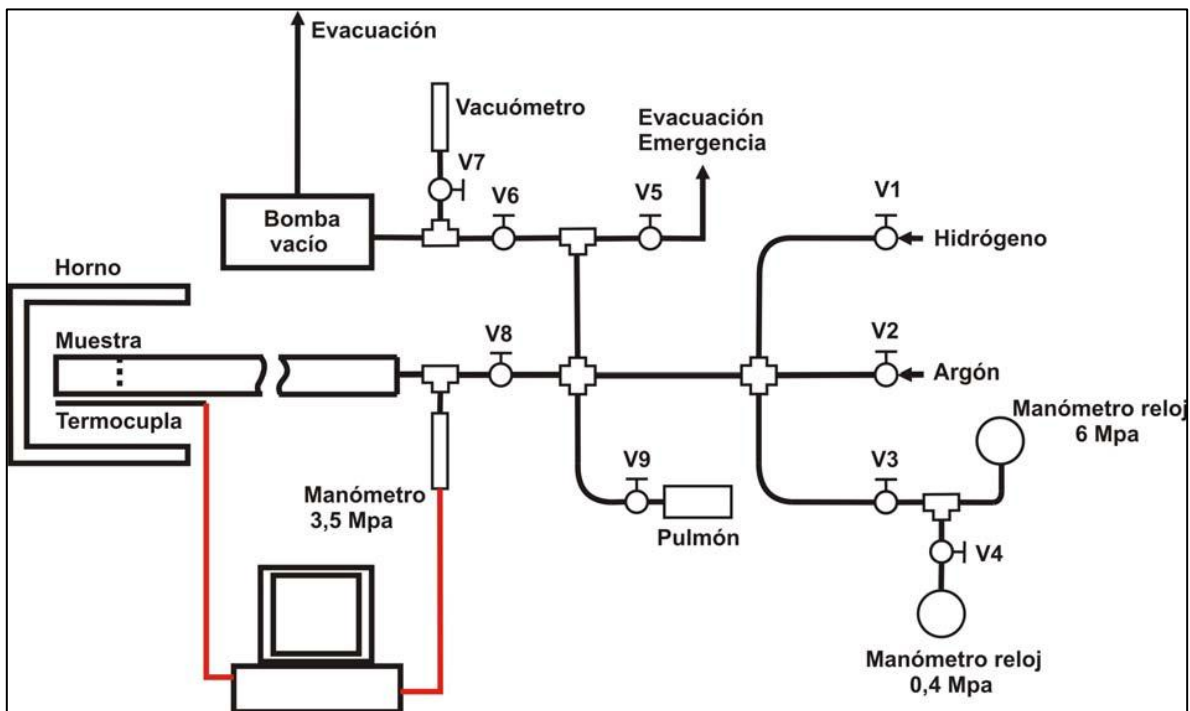 Evacuación
Vacuómetro
Evacuación
Emergencia
V7
V6
V5
V1
Bomba
vacío
Hidrógeno
Horno
Muestra
V8
V2
Argón
Termocupla
Manómetro reloj
6 Mpa
V9
V3
Manómetro
3,5 Mpa
Pulmón
V4
Manómetro reloj
0,4 Mpa